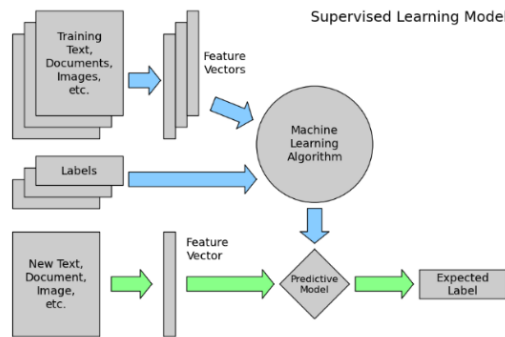 Supervised Learning Model
Training
Text,
Documents,
Images,
etc.
Feature
Vectors
Machine
Learning
Algorithm
Labels
New Text,
Document,
Image,
etc.
Feature
Vector
Predictive
Model
Expected
Label